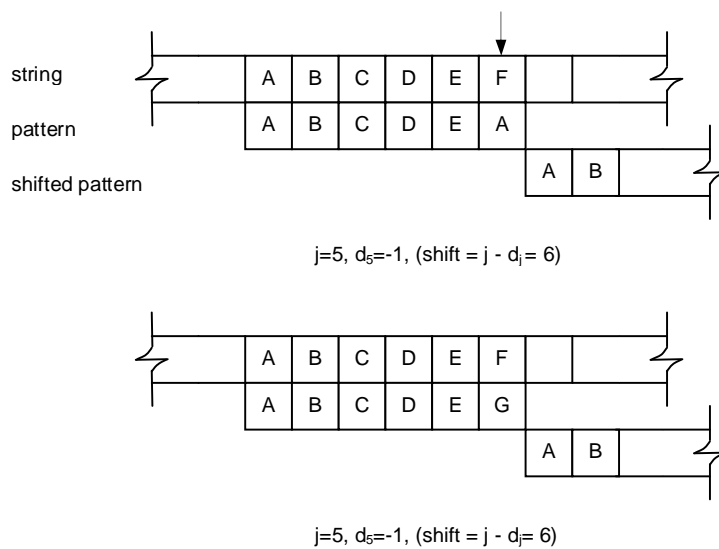 string A B C D E F
pattern A B C D E A
shifted pattern A B
j=5, d₅=-1, (shift = j - dⱼ = 6)
A B C D E F
A B C D E G
A B
j=5, d₅=-1, (shift = j - dⱼ= 6)